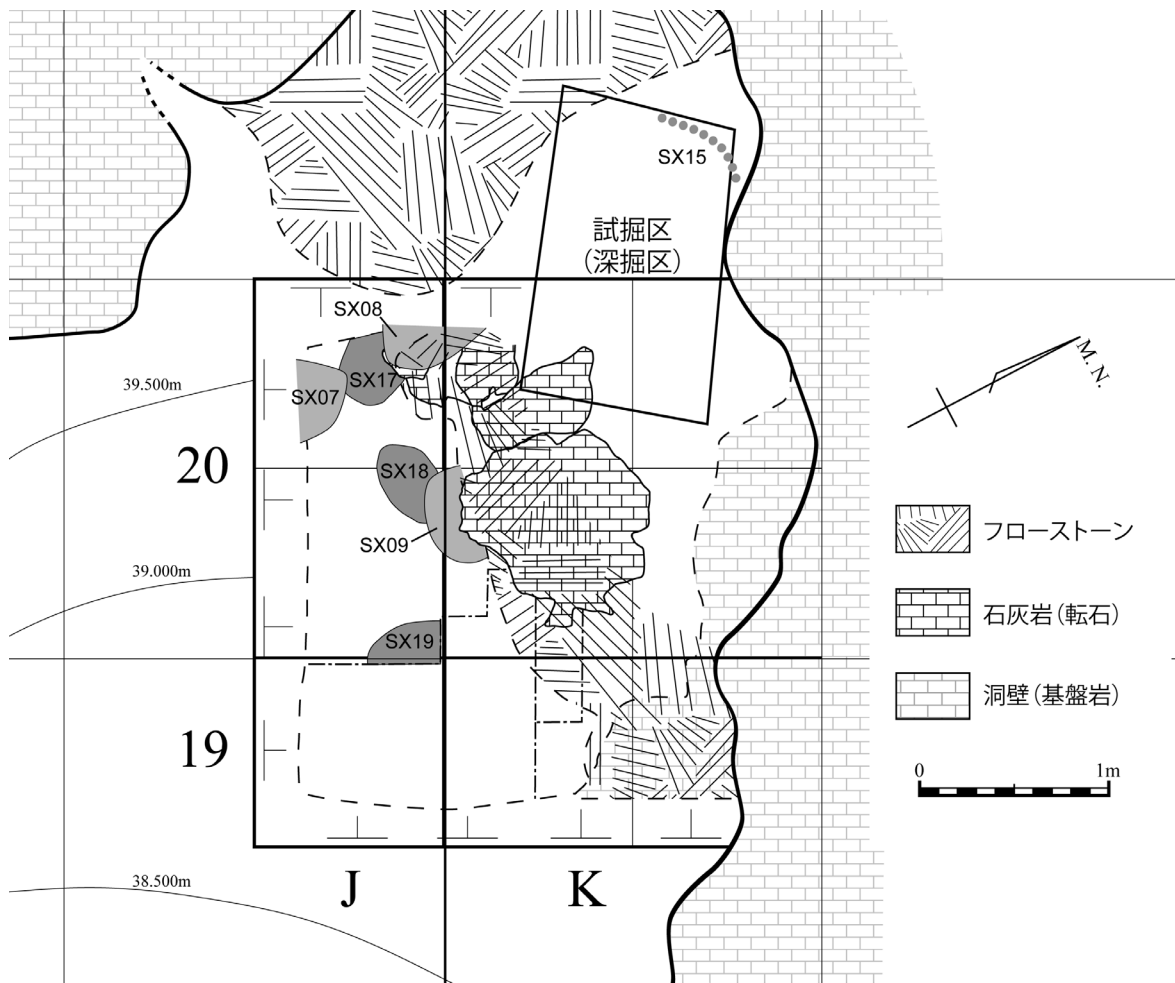 SX15
試掘区
(深掘区)
SX08
SX17
SX07
39.500m
M. N.
20
SX18
SX09
フローストーン
39.000m
石灰岩(転石)
SX19
洞壁(基盤岩)
19
0
1m
38.500m
J
K